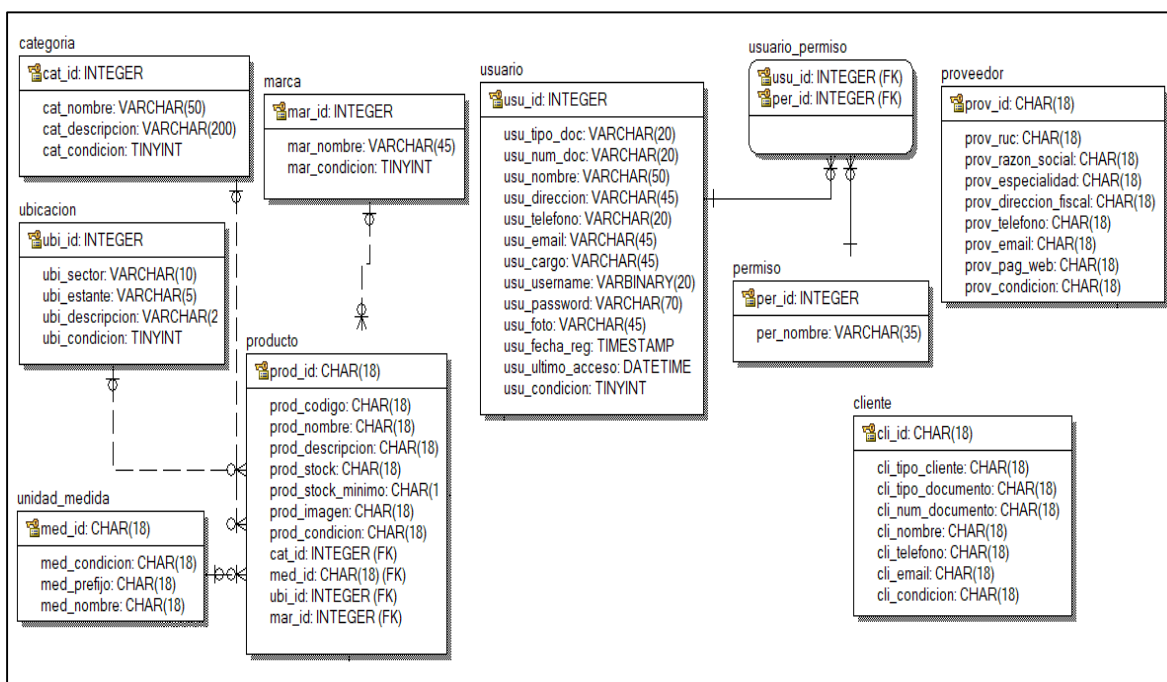 categoria
cat_id: INTEGER
cat_nombre: VARCHAR(50)
cat_descripcion: VARCHAR(200)
cat_condicion: TINYINT
marca
mar_id: INTEGER
mar_nombre: VARCHAR(45)
mar_condicion: TINYINT
ubicacion
ubi_id: INTEGER
ubi_sector: VARCHAR(10)
ubi_estante: VARCHAR(5)
ubi_descripcion: VARCHAR(2
ubi_condicion: TINYINT
unidad_medida
med_id: CHAR(18)
med_condicion: CHAR(18)
med_prefijo: CHAR(18)
med_nombre: CHAR(18)
producto
prod_id: CHAR(18)
prod_codigo: CHAR(18)
prod_nombre: CHAR(18)
prod_descripcion: CHAR(18)
prod_stock: CHAR(18)
prod_stock_minimo: CHAR(1
prod_imagen: CHAR(18)
prod_condicion: CHAR(18)
cat_id: INTEGER (FK)
med_id: CHAR(18) (FK)
ubi_id: INTEGER (FK)
mar_id: INTEGER (FK)
usuario
usu_id: INTEGER
usu_tipo_doc: VARCHAR(20)
usu_num_doc: VARCHAR(20)
usu_nombre: VARCHAR(50)
usu_direccion: VARCHAR(45)
usu_telefono: VARCHAR(20)
usu_email: VARCHAR(45)
usu_cargo: VARCHAR(45)
usu_username: VARBINARY(20)
usu_password: VARCHAR(70)
usu_foto: VARCHAR(45)
usu_fecha_reg: TIMESTAMP
usu_ultimo_acceso: DATETIME
usu_condicion: TINYINT
usuario_permiso
usu_id: INTEGER (FK)
per_id: INTEGER (FK)
permiso
per_id: INTEGER
per_nombre: VARCHAR(35)
proveedor
prov_id: CHAR(18)
prov_ruc: CHAR(18)
prov_razon_social: CHAR(18)
prov_especialidad: CHAR(18)
prov_direccion_fiscal: CHAR(18)
prov_telefono: CHAR(18)
prov_email: CHAR(18)
prov_pag_web: CHAR(18)
prov_condicion: CHAR(18)
cliente
cli_id: CHAR(18)
cli_tipo_cliente: CHAR(18)
cli_tipo_documento: CHAR(18)
cli_num_documento: CHAR(18)
cli_nombre: CHAR(18)
cli_telefono: CHAR(18)
cli_email: CHAR(18)
cli_condicion: CHAR(18)